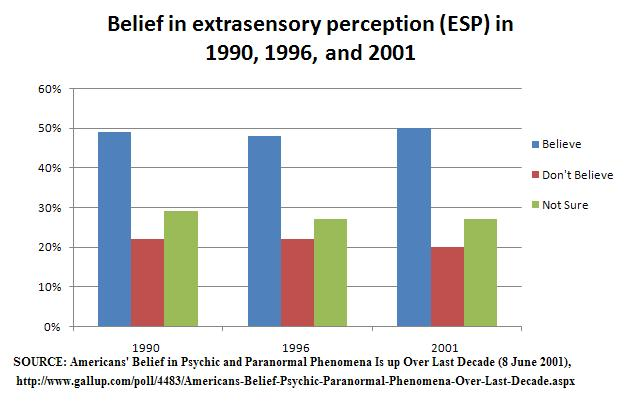 Belief in extrasensory perception (ESP) in
1990, 1996, and 2001
60%
50%
40%
30%
20%
10%
0%
Believe
Don't Believe
Not Sure
1990
1996
2001
SOURCE: Americans' Belief in Psychic and Paranormal Phenomena Is up Over Last Decade (8 June 2001),
http://www.gallup.com/poll/4483/Americans-Belief-Psychic-Paranormal-Phenomena-Over-Last-Decade.aspx